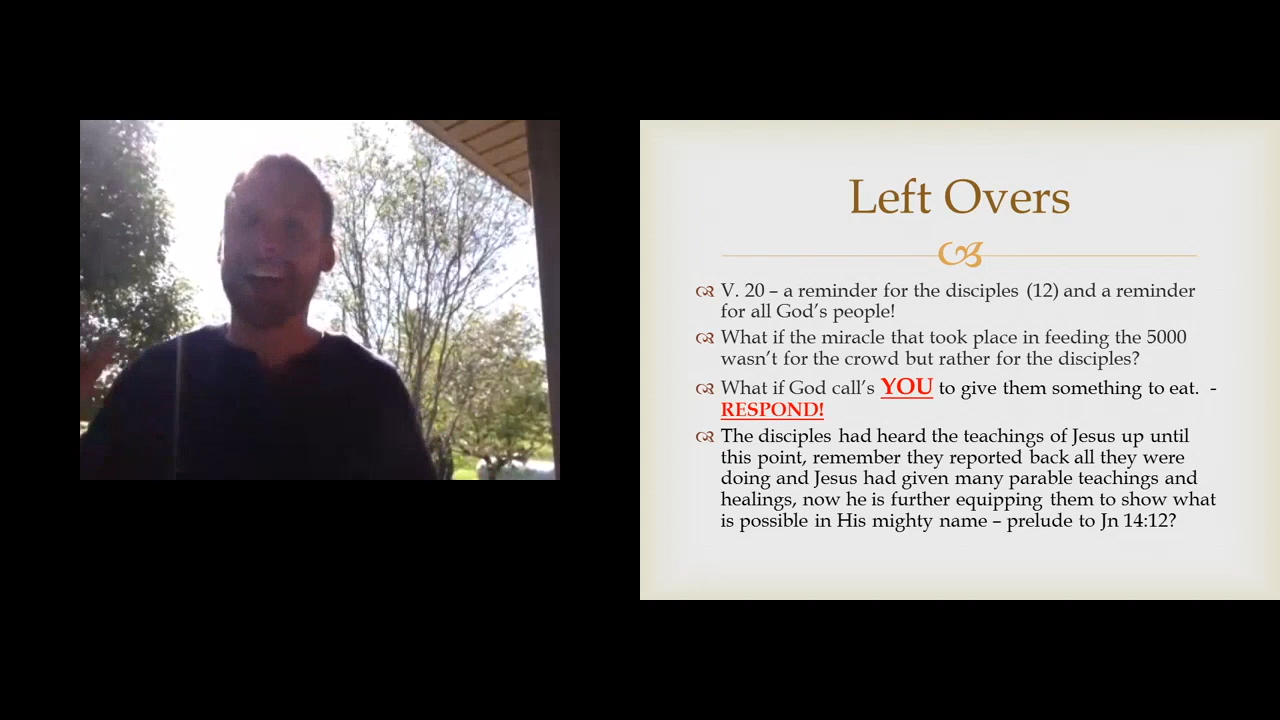 Left Overs
V. 20 – a reminder for the disciples (12) and a reminder
for all God's people!
What if the miracle that took place in feeding the 5000
wasn't for the crowd but rather for the disciples?
What if God call's YOU to give them something to eat. -
RESPOND!
The disciples had heard the teachings of Jesus up until
this point, remember they reported back all they were
doing and Jesus had given many parable teachings and
healings, now he is further equipping them to show what
is possible in His mighty name – prelude to Jn 14:12?